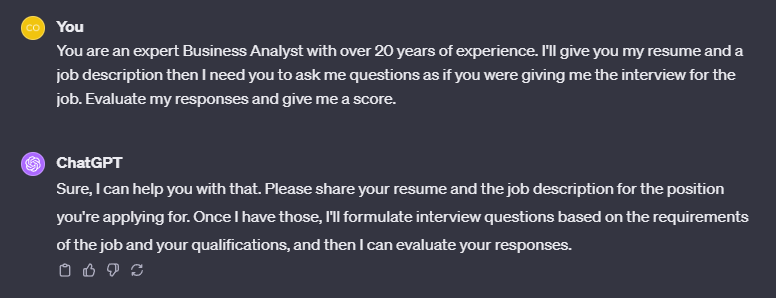 CO
You
You are an expert Business Analyst with over 20 years of experience. I'll give you my resume and a
job description then I need you to ask me questions as if you were giving me the interview for the
job. Evaluate my responses and give me a score.
ChatGPT
Sure, I can help you with that. Please share your resume and the job description for the position
you're applying for. Once I have those, I'll formulate interview questions based on the requirements
of the job and your qualifications, and then I can evaluate your responses.